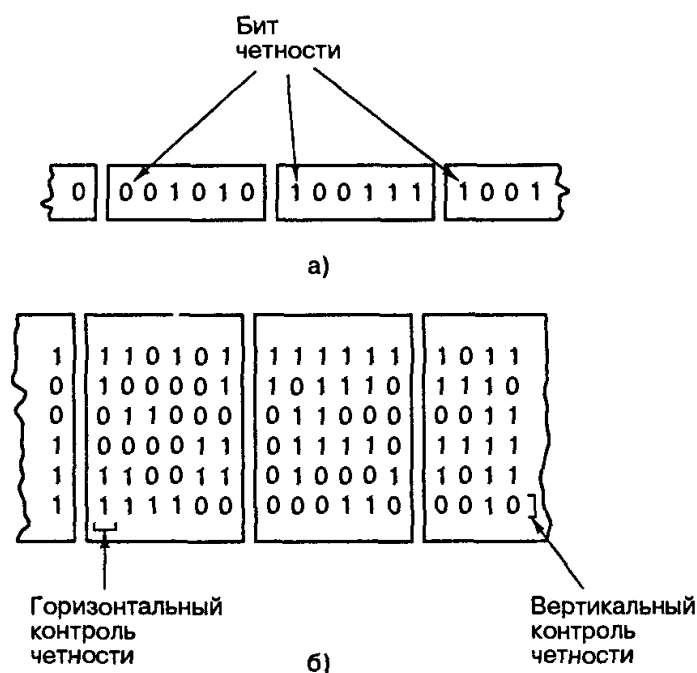 Бит
четности
0 001010 100111 1001
а)
1 110101 111111 1011
0 100001 101110 1110
0 011000 011000 0011
1 000011 011110 1111
1 110011 010001 1011
1 111100 000110 0010
Горизонтальный
контроль
четности
Вертикальный
контроль
четности
б)